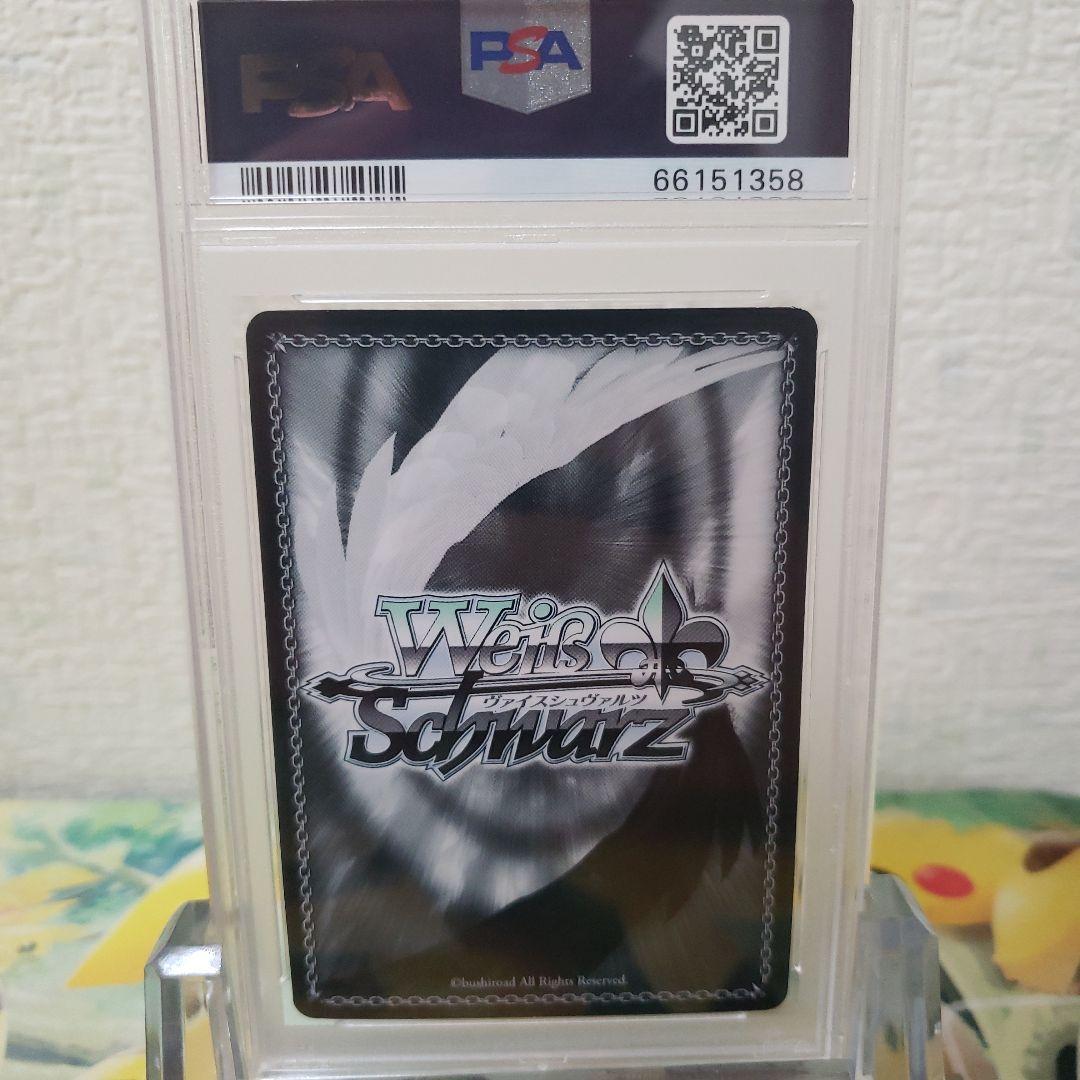 PSA
PSA
66151358
Weiß
ヴァイスシュヴァルツ
Schwarz
©bushiroad All Rights Reserved.